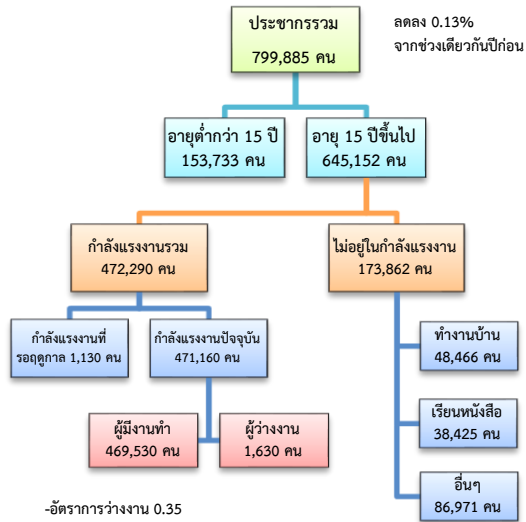 ประชากรรวม
799,885 คน
ลดลง 0.13%
จากช่วงเดียวกันปีก่อน
อายุต่ำกว่า 15 ปี
153,733 คน
อายุ 15 ปีขึ้นไป
645,152 คน
กำลังแรงงานรวม
472,290 คน
ไม่อยู่ในกำลังแรงงาน
173,862 คน
กำลังแรงงานที่
รอฤดูกาล 1,130 คน
กำลังแรงงานปัจจุบัน
471,160 คน
ทำงานบ้าน
48,466 คน
ผู้มีงานทำ
469,530 คน
ผู้ว่างงาน
1,630 คน
เรียนหนังสือ
38,425 คน
อื่นๆ
86,971 คน
-อัตราการว่างงาน 0.35